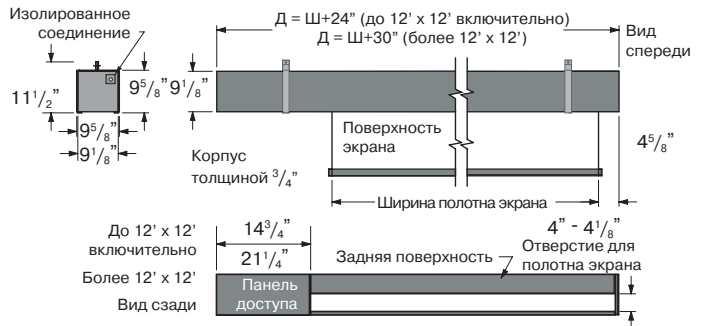 Изолированное
соединение
Д = Ш+24” (до 12’ x 12’ включительно)
Д = Ш+30” (более 12’ x 12’)
Вид
спереди
11 1/2”
9 5/8”
9 1/8”
9 5/8”
9 1/8”
Поверхность
экрана
4 5/8”
Корпус
толщиной 3/4”
Ширина полотна экрана
До 12’ x 12’
включительно
14 3/4”
4” - 4 1/8”
Более 12’ x 12’
21 1/4”
Задняя поверхность
Отверстие для
полотна экрана
Вид сзади
Панель
доступа